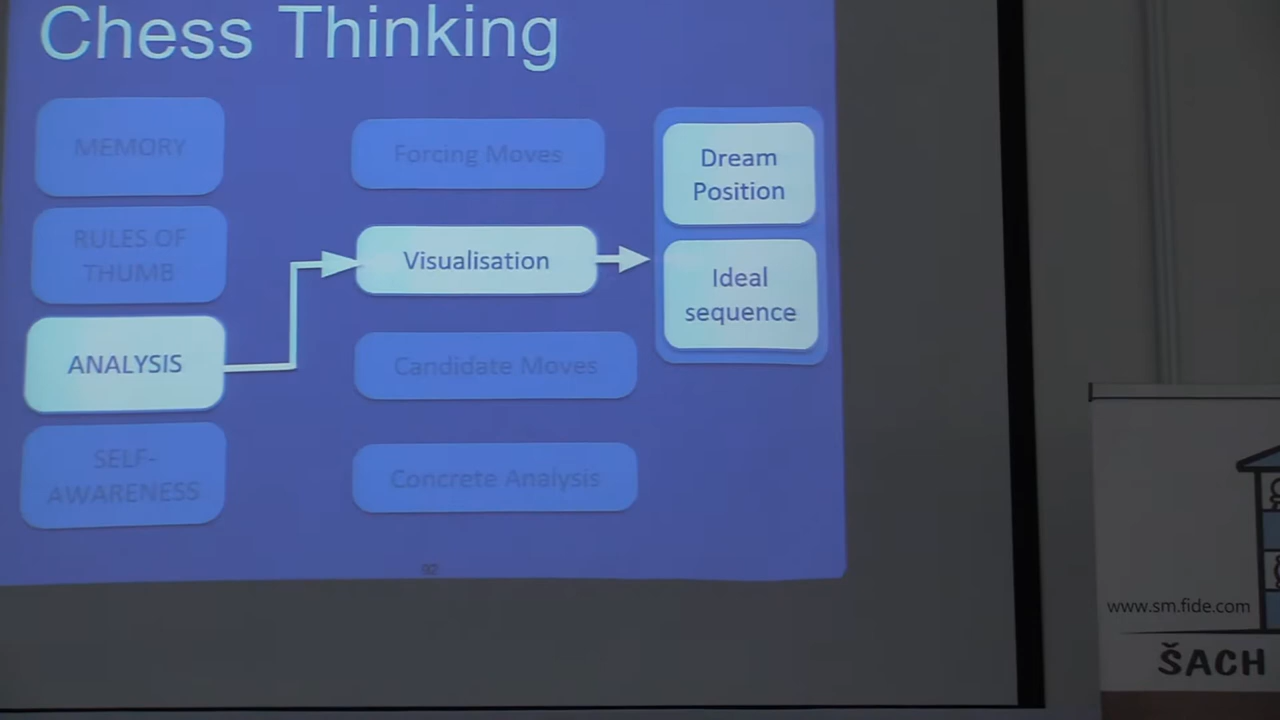 Chess Thinking
MEMORY
RULES OF
THUMB
ANALYSIS
SELF-
AWARENESS
Forcing Moves
Visualisation
Candidate Moves
Concrete Analysis
Dream
Position
Ideal
sequence
92
www.sm.fide.com
ŠACH